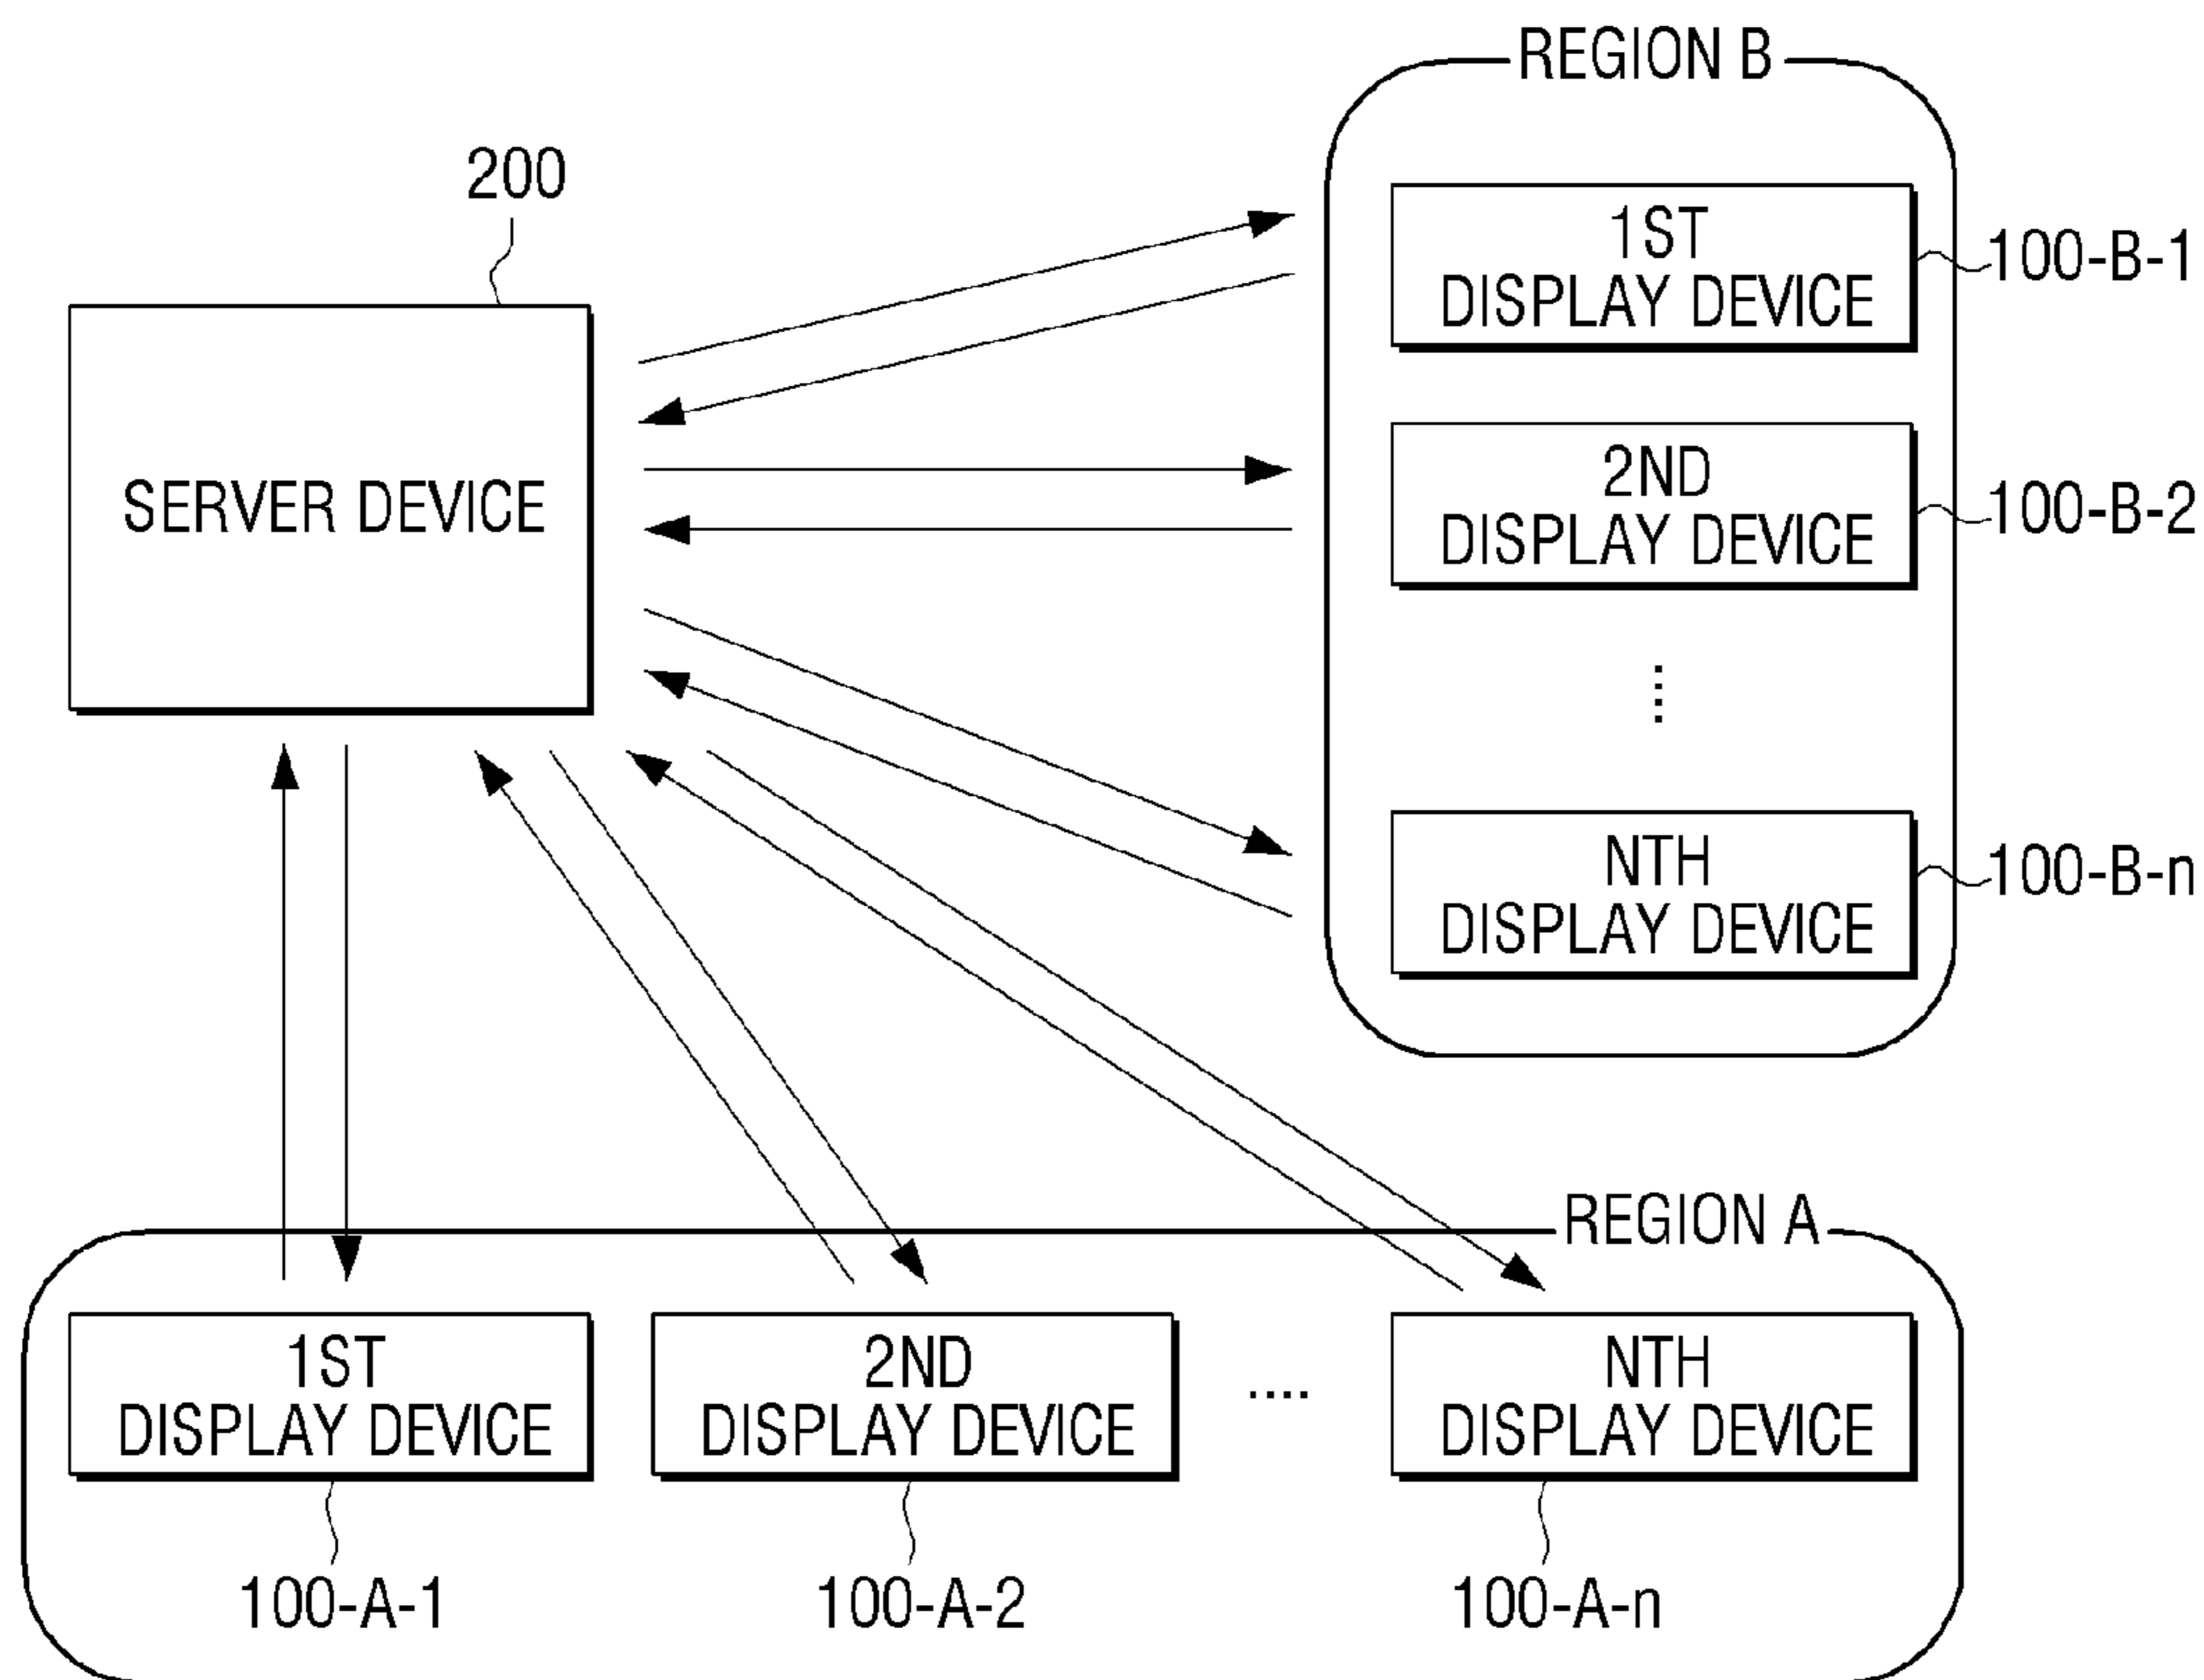 REGION B
200
1ST
DISPLAY DEVICE
100-B-1
SERVER DEVICE
2ND
DISPLAY DEVICE
100-B-2
NTH
DISPLAY DEVICE
100-B-n
REGION A
1ST
DISPLAY DEVICE
2ND
DISPLAY DEVICE
....
NTH
DISPLAY DEVICE
100-A-1
100-A-2
100-A-n